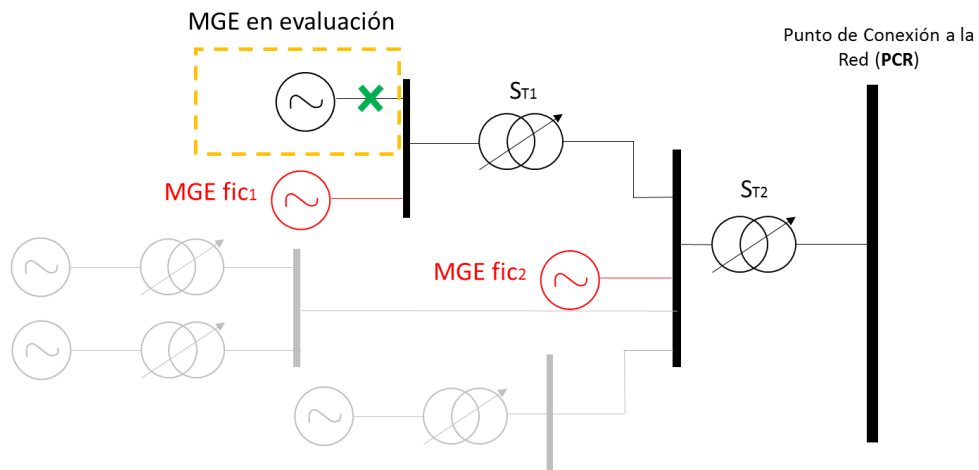 MGE en evaluación
Punto de Conexión a la
Red (PCR)
ST1
MGE fic1
ST2
MGE fic2